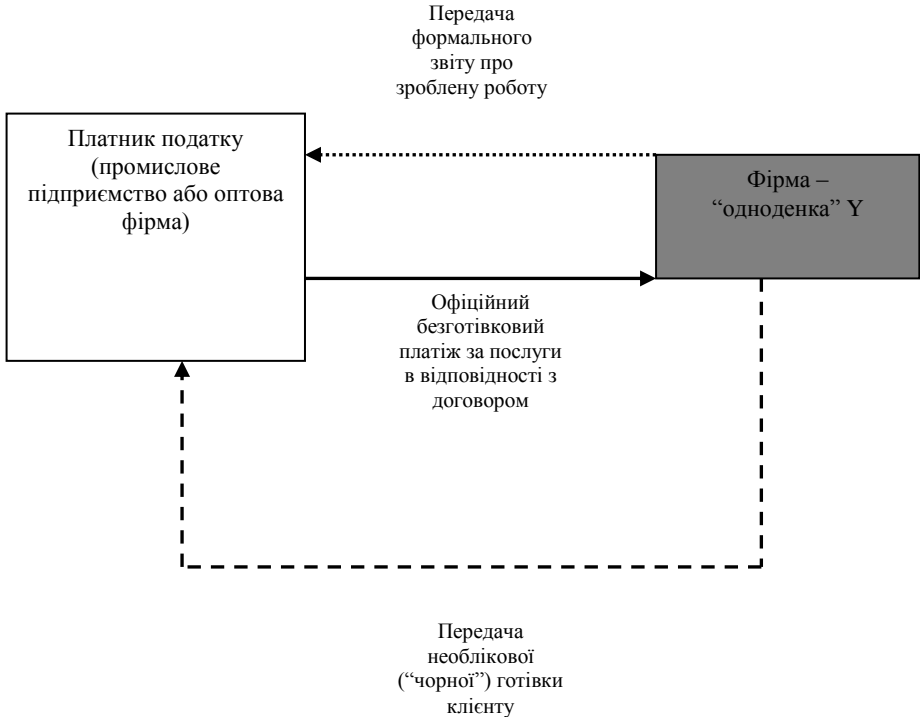 Передача
формального
звіту про
зроблену роботу
Платник податку
(промислове
підприємство або оптова
фірма)
Фірма –
“одноденка” Y
Офіційний
безготівковий
платіж за послуги
в відповідності з
договором
Передача
необлікової
(“чорної”) готівки
клієнту